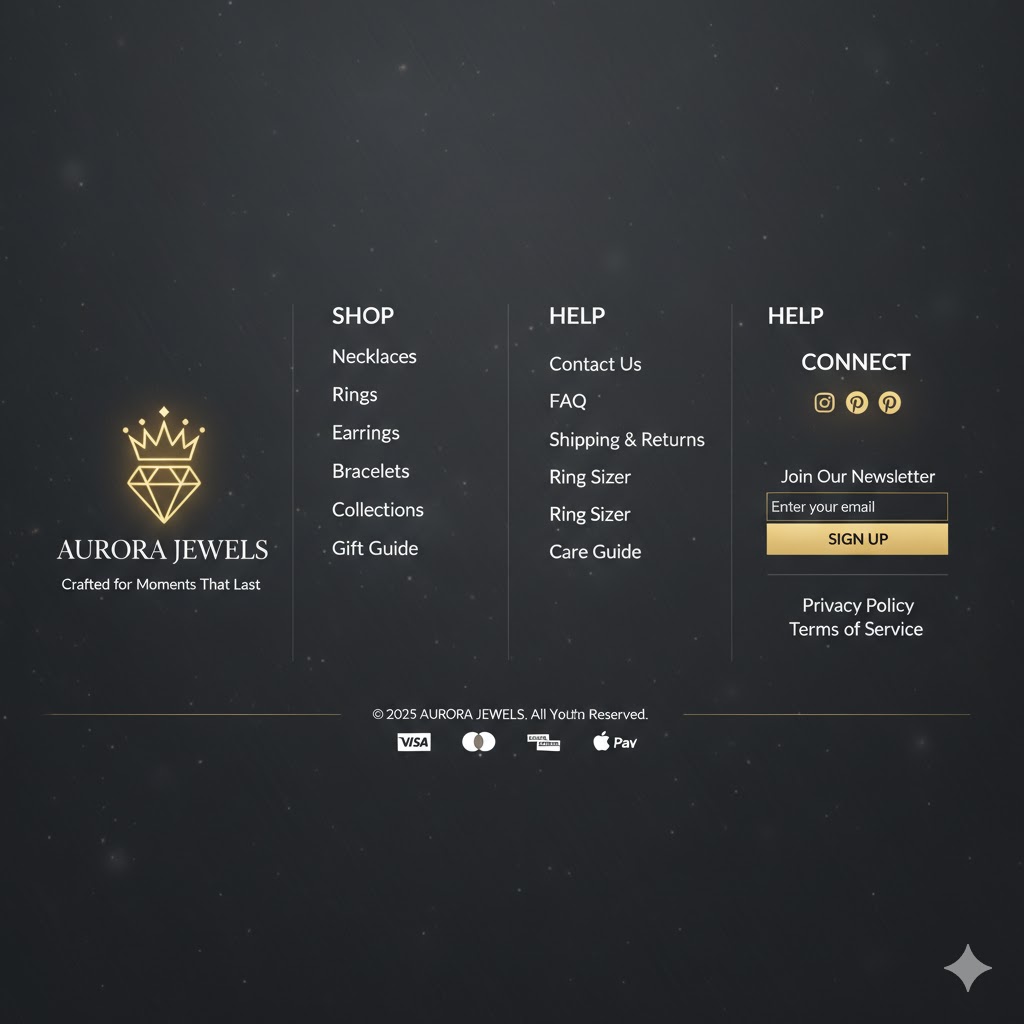 AURORA JEWELS
Crafted for Moments That Last
SHOP
Necklaces
Rings
Earrings
Bracelets
Collections
Gift Guide
HELP
Contact Us
FAQ
Shipping & Returns
Ring Sizer
Ring Sizer
Care Guide
HELP
CONNECT
Join Our Newsletter
Enter your email
SIGN UP
Privacy Policy
Terms of Service
© 2025 AURORA JEWELS. All Youth Reserved.
VISA
Pav